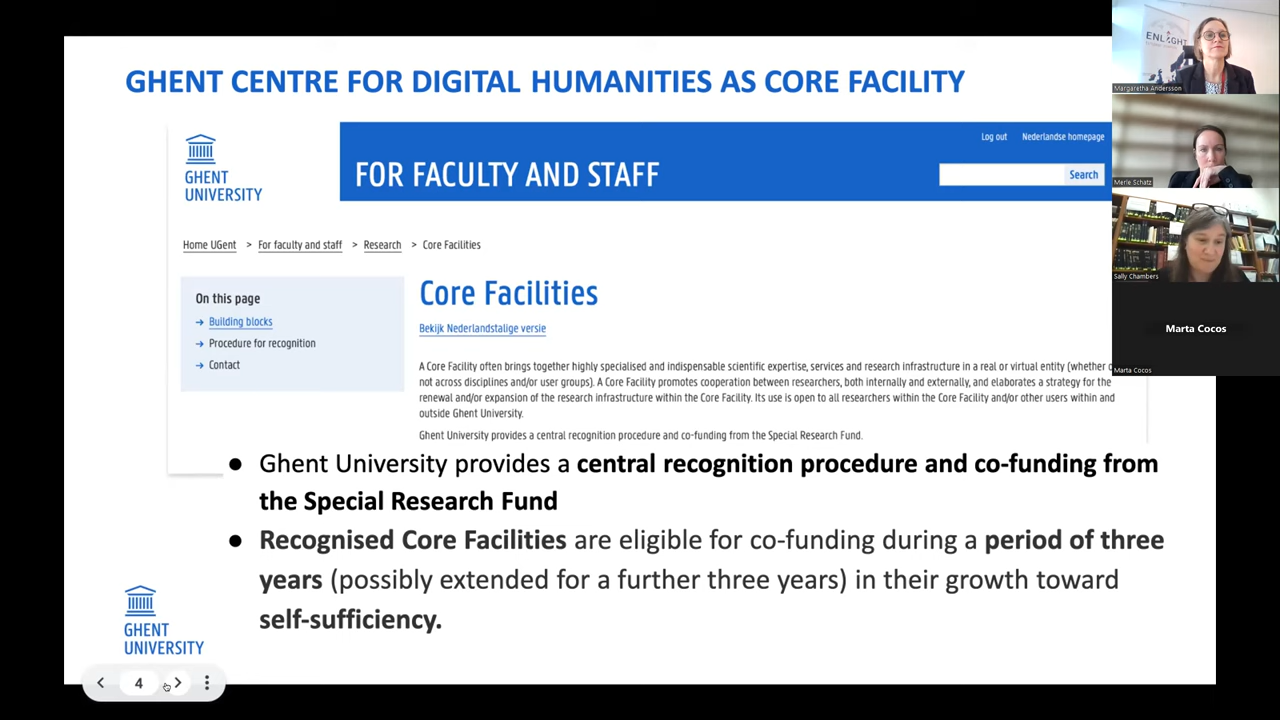 GHENT CENTRE FOR DIGITAL HUMANITIES AS CORE FACILITY
GHENT
UNIVERSITY
Log out Nederlandse homepage
FOR FACULTY AND STAFF
Search
Home UGent > For faculty and staff > Research > Core Facilities
On this page
→ Building blocks
→ Procedure for recognition
→ Contact
Core Facilities
Bekijk Nederlandstalige versie
A Core Facility often brings together highly specialised and indispensable scientific expertise, services and research infrastructure in a real or virtual entity (whether
not across disciplines and/or user groups). A Core Facility promotes cooperation between researchers, both internally and externally, and elaborates a strategy for the
renewal and/or expansion of the research infrastructure within the Core Facility. Its use is open to all researchers within the Core Facility and/or other users within and
outside Ghent University.
Ghent University provides a central recognition procedure and co-funding from the Special Research Fund.
● Ghent University provides a central recognition procedure and co-funding from
the Special Research Fund
● Recognised Core Facilities are eligible for co-funding during a period of three
years (possibly extended for a further three years) in their growth toward
self-sufficiency.
GHENT
UNIVERSITY
4
ENLIGHT
Margaretha Andersson
Merle Schatz
Sally Chambers
Marta Cocos
Marta Cocos